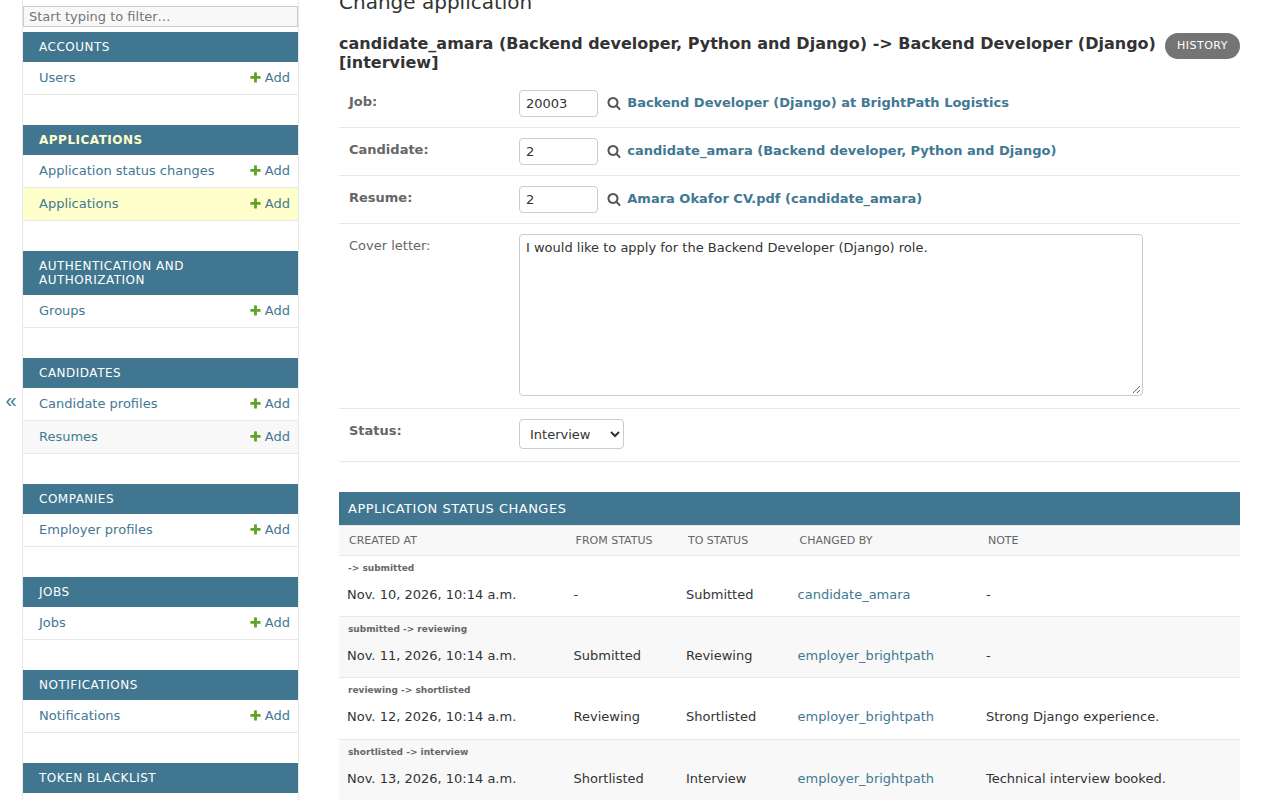 Start typing to filter…
ACCOUNTS
Users Add
APPLICATIONS
Application status changes Add
Applications Add
AUTHENTICATION AND
AUTHORIZATION
Groups Add
CANDIDATES
Candidate profiles Add
Resumes Add
COMPANIES
Employer profiles Add
JOBS
Jobs Add
NOTIFICATIONS
Notifications Add
TOKEN BLACKLIST
«
Change application
candidate_amara (Backend developer, Python and Django) -> Backend Developer (Django)
[interview]
HISTORY
Job: 20003 Backend Developer (Django) at BrightPath Logistics
Candidate: 2 candidate_amara (Backend developer, Python and Django)
Resume: 2 Amara Okafor CV.pdf (candidate_amara)
Cover letter: I would like to apply for the Backend Developer (Django) role.
Status: Interview
APPLICATION STATUS CHANGES
CREATED AT FROM STATUS TO STATUS CHANGED BY NOTE
-> submitted
Nov. 10, 2026, 10:14 a.m. - Submitted candidate_amara -
submitted -> reviewing
Nov. 11, 2026, 10:14 a.m. Submitted Reviewing employer_brightpath -
reviewing -> shortlisted
Nov. 12, 2026, 10:14 a.m. Reviewing Shortlisted employer_brightpath Strong Django experience.
shortlisted -> interview
Nov. 13, 2026, 10:14 a.m. Shortlisted Interview employer_brightpath Technical interview booked.